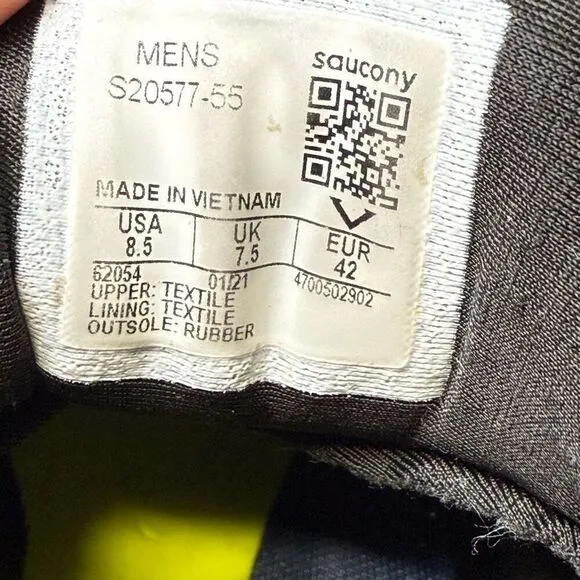 MENS
S20577-55
saucony
MADE IN VIETNAM
USA UK EUR
8.5 7.5 42
62054 01/21 4700502902
UPPER: TEXTILE
LINING: TEXTILE
OUTSOLE: RUBBER